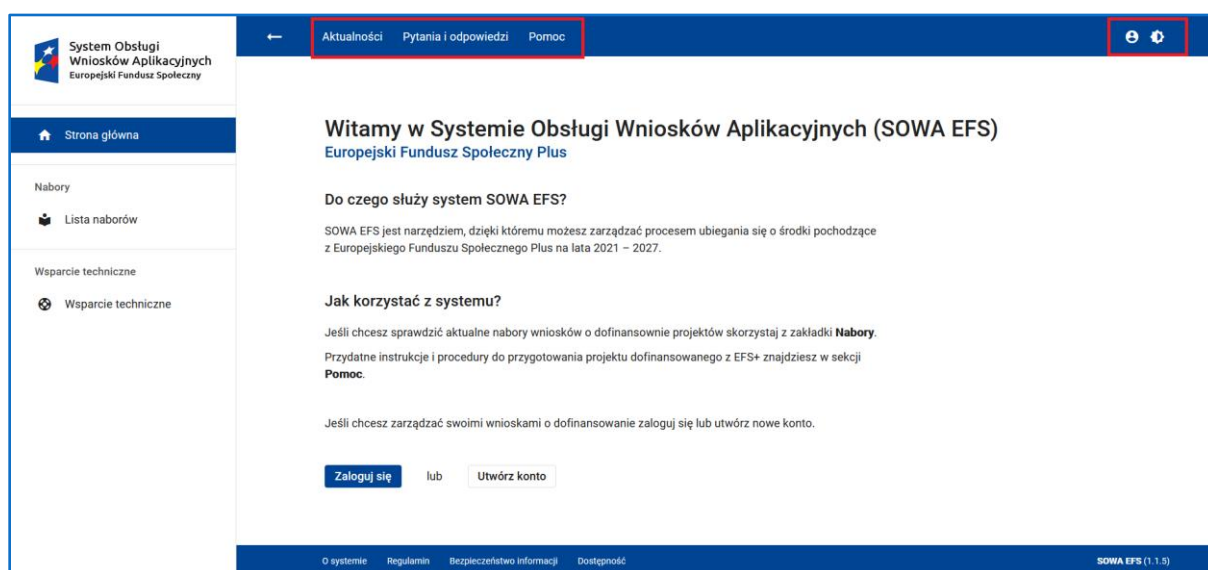 System Obsługi
Wniosków Aplikacyjnych
Europejski Fundusz Społeczny
Aktualności Pytania i odpowiedzi Pomoc
Strona główna
Nabory
Lista naborów
Wsparcie techniczne
Wsparcie techniczne
Witamy w Systemie Obsługi Wniosków Aplikacyjnych (SOWA EFS)
Europejski Fundusz Społeczny Plus
Do czego służy system SOWA EFS?
SOWA EFS jest narzędziem, dzięki któremu możesz zarządzać procesem ubiegania się o środki pochodzące
z Europejskiego Funduszu Społecznego Plus na lata 2021 – 2027.
Jak korzystać z systemu?
Jeśli chcesz sprawdzić aktualne nabory wniosków o dofinansownie projektów skorzystaj z zakładki Nabory.
Przydatne instrukcje i procedury do przygotowania projektu dofinansowanego z EFS+ znajdziesz w sekcji
Pomoc.
Jeśli chcesz zarządzać swoimi wnioskami o dofinansowanie zaloguj się lub utwórz nowe konto.
Zaloguj się lub Utwórz konto
O systemie Regulamin Bezpieczeństwo informacji Dostępność SOWA EFS (1.1.5)